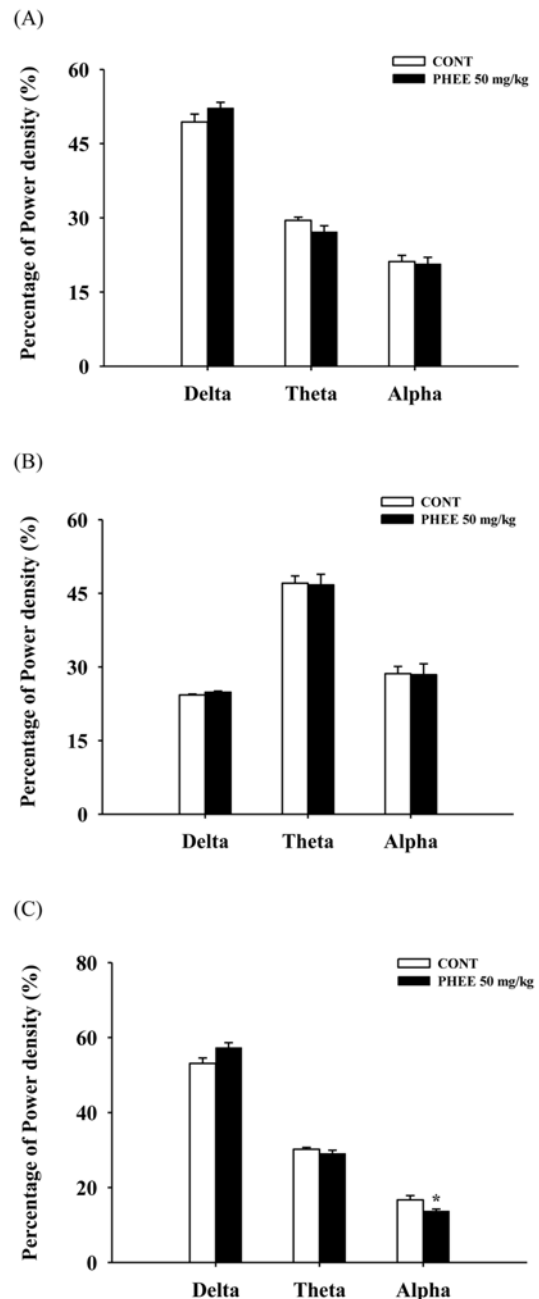 (A)
CONT
PHEE 50 mg/kg
Percentage of Power density (%)
60
45
30
15
0
Delta Theta Alpha
(B)
CONT
PHEE 50 mg/kg
Percentage of Power density (%)
60
45
30
15
0
Delta Theta Alpha
(C)
CONT
PHEE 50 mg/kg
Percentage of Power density (%)
80
60
40
20
0
*
Delta Theta Alpha